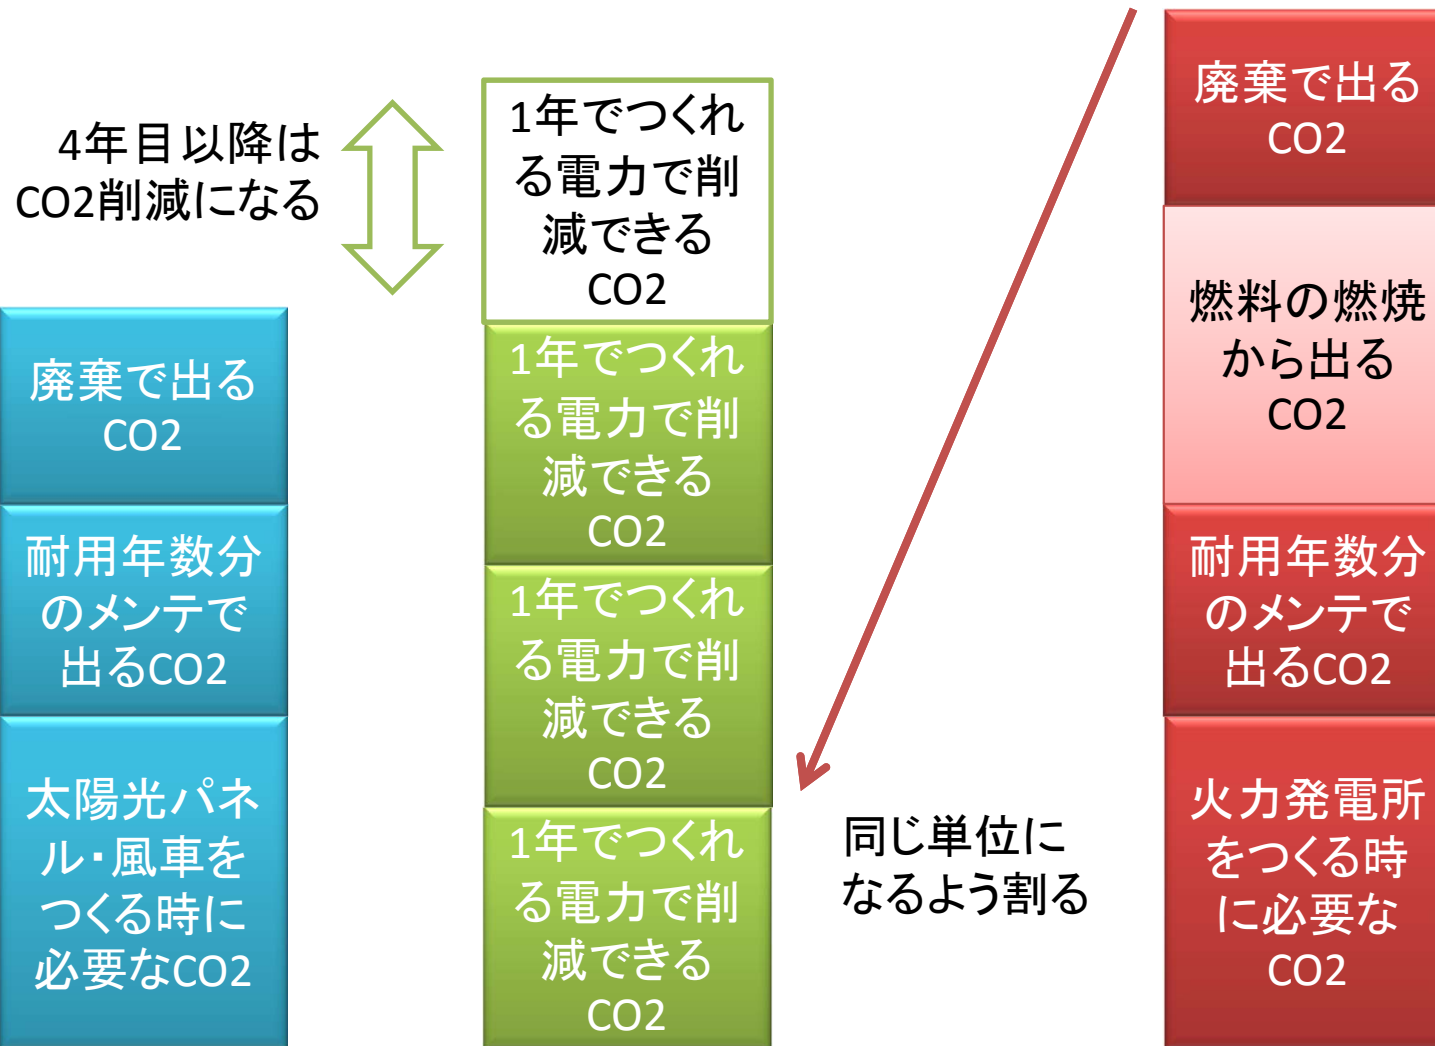 4年目以降は
CO2削減になる
廃棄で出る
CO2
耐用年数分
のメンテで
出るCO2
太陽光パネ
ル・風車を
つくる時に
必要なCO2
1年でつくれ
る電力で削
減できる
CO2
1年でつくれ
る電力で削
減できる
CO2
1年でつくれ
る電力で削
減できる
CO2
1年でつくれ
る電力で削
減できる
CO2
同じ単位に
なるよう割る
廃棄で出る
CO2
燃料の燃焼
から出る
CO2
耐用年数分
のメンテで
出るCO2
火力発電所
をつくる時
に必要な
CO2